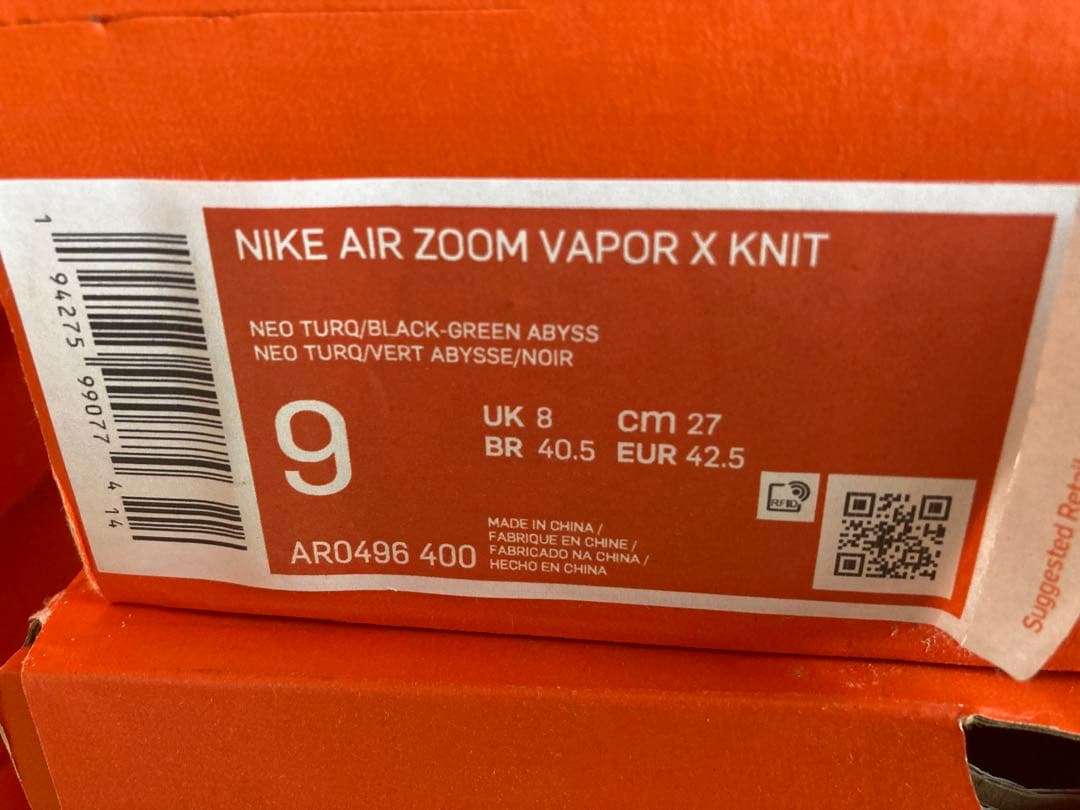 NIKE AIR ZOOM VAPOR X KNIT
NEO TURQ/BLACK-GREEN ABYSS
NEO TURQ/VERT ABYSSE/NOIR
9
UK 8 cm 27
BR 40.5 EUR 42.5
RFID
AR0496 400
MADE IN CHINA /
FABRIQUE EN CHINE /
FABRICADO NA CHINA /
HECHO EN CHINA
1 94275 99077 4 14
Suggested Retail